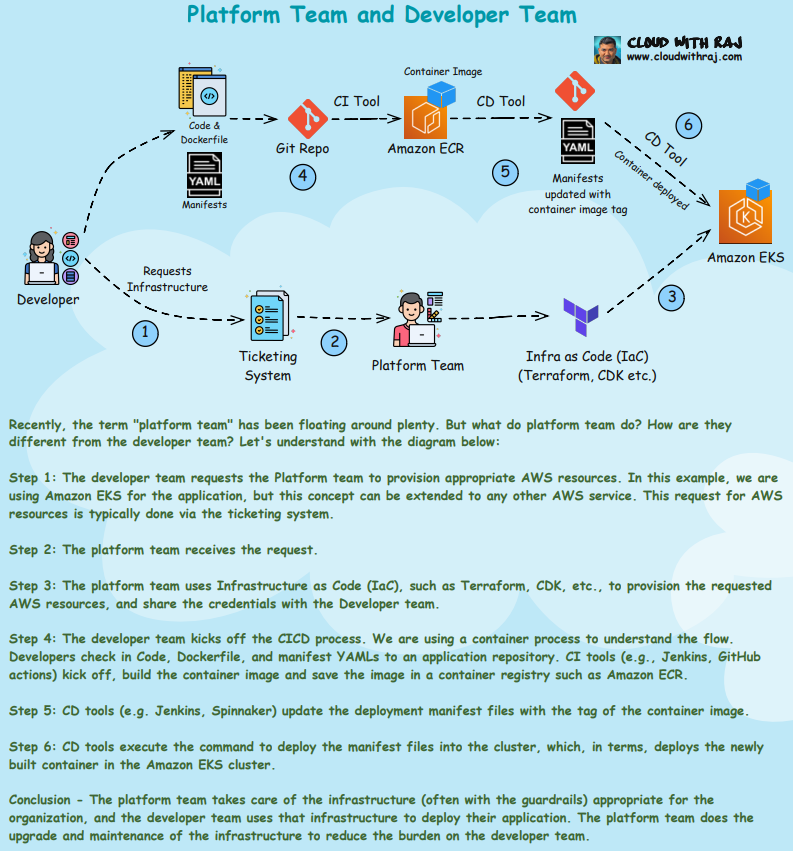 Platform Team and Developer Team
CLOUD WITH RAJ
www.cloudwithraj.com
Container Image
CI Tool
CD Tool
6
Code &
Dockerfile
Git Repo
Amazon ECR
YAML
YAML
CD Tool
Container deployed
4
5
Manifests
updated with
container image tag
Manifests
Amazon EKS
Developer
Requests
Infrastructure
1
2
3
Ticketing
System
Platform Team
Infra as Code (IaC)
(Terraform, CDK etc.)
Recently, the term "platform team" has been floating around plenty. But what do platform team do? How are they
different from the developer team? Let's understand with the diagram below:
Step 1: The developer team requests the Platform team to provision appropriate AWS resources. In this example, we are
using Amazon EKS for the application, but this concept can be extended to any other AWS service. This request for AWS
resources is typically done via the ticketing system.
Step 2: The platform team receives the request.
Step 3: The platform team uses Infrastructure as Code (IaC), such as Terraform, CDK, etc., to provision the requested
AWS resources, and share the credentials with the Developer team.
Step 4: The developer team kicks off the CICD process. We are using a container process to understand the flow.
Developers check in Code, Dockerfile, and manifest YAMLs to an application repository. CI tools (e.g., Jenkins, GitHub
actions) kick off, build the container image and save the image in a container registry such as Amazon ECR.
Step 5: CD tools (e.g. Jenkins, Spinnaker) update the deployment manifest files with the tag of the container image.
Step 6: CD tools execute the command to deploy the manifest files into the cluster, which, in terms, deploys the newly
built container in the Amazon EKS cluster.
Conclusion - The platform team takes care of the infrastructure (often with the guardrails) appropriate for the
organization, and the developer team uses that infrastructure to deploy their application. The platform team does the
upgrade and maintenance of the infrastructure to reduce the burden on the developer team.